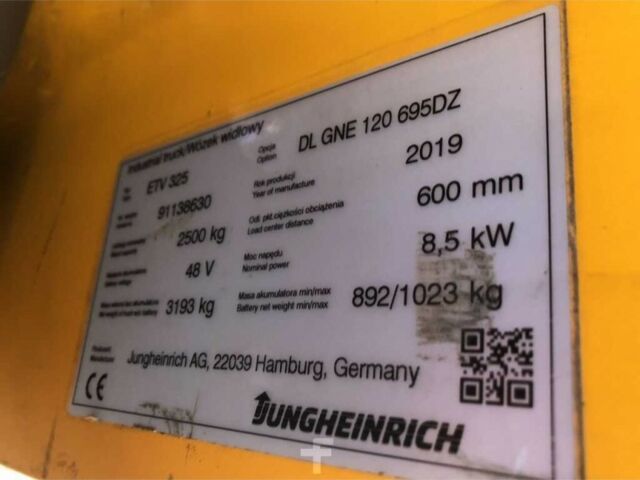 Industrial truck/Wózek widłowy
ETV 325
Opcja
Option
DL GNE 120 695DZ
91138630
Rok produkcji
Year of manufacture
2019
2500 kg
Odl. pkt.ciężkości obciążenia
Load center distance
600 mm
48 V
Moc napędu
Nominal power
8,5 kW
3193 kg
Masa akumulatora min/max
Battery net weight min/max
892/1023 kg
Producent
Manufacturer
Jungheinrich AG, 22039 Hamburg, Germany
CE
JUNGHEINRICH